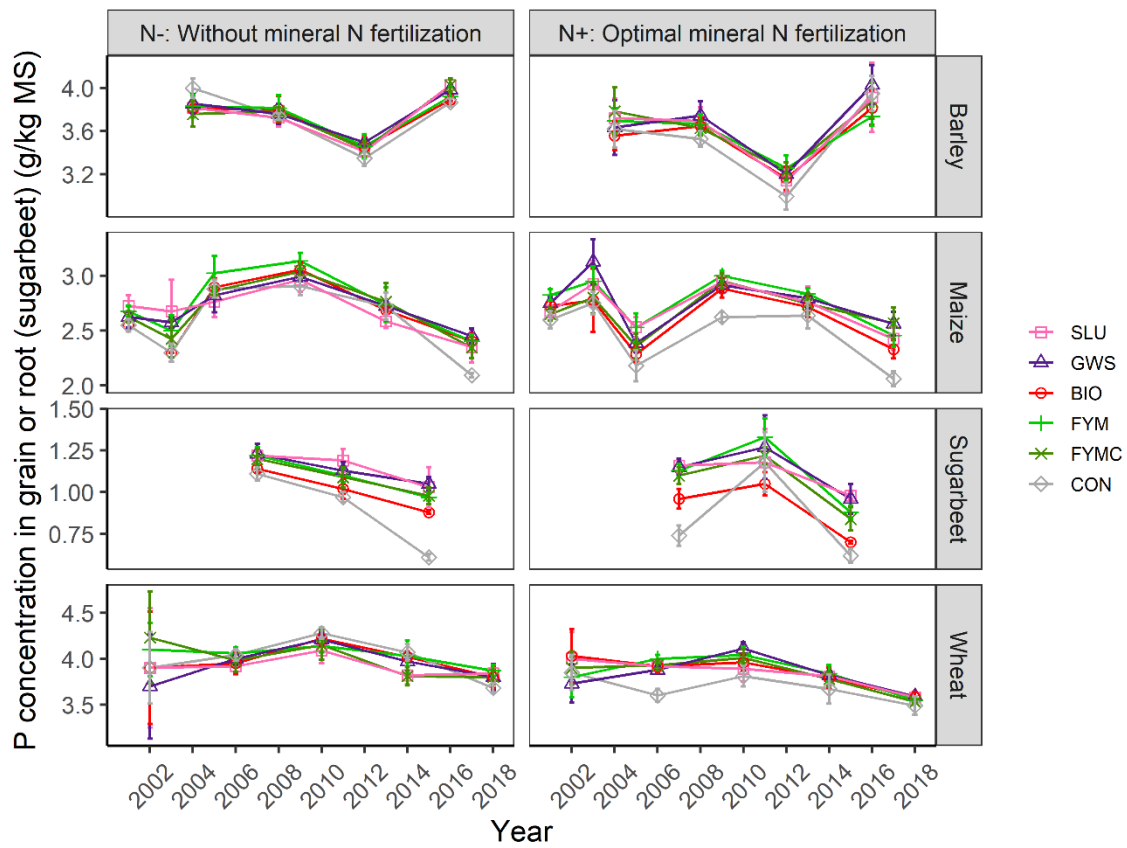 N-: Without mineral N fertilization
N+: Optimal mineral N fertilization
P concentration in grain or root (sugarbeet) (g/kg MS)
4.0
3.6
3.2
Barley
3.0
2.5
2.0
Maize
1.50
1.25
1.00
0.75
Sugarbeet
4.5
4.0
3.5
Wheat
2002
2004
2006
2008
2010
2012
2014
2016
2018
2002
2004
2006
2008
2010
2012
2014
2016
2018
Year
SLU
GWS
BIO
FYM
FYMC
CON